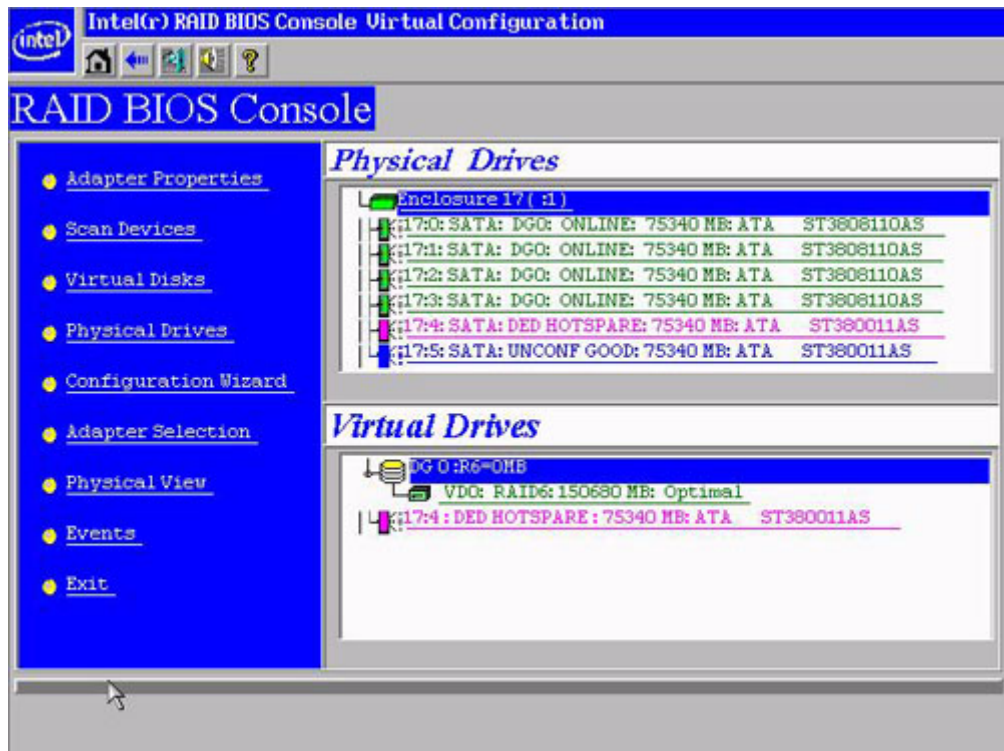 Intel(r) RAID BIOS Console Virtual Configuration
intel
?
RAID BIOS Console
Adapter Properties
Scan Devices
Virtual Disks
Physical Drives
Configuration Wizard
Adapter Selection
Physical View
Events
Exit
Physical Drives
Enclosure 17 ( :1)
17:0: SATA: DG0: ONLINE: 75340 MB: ATA ST3808110AS
17:1: SATA: DG0: ONLINE: 75340 MB: ATA ST3808110AS
17:2: SATA: DG0: ONLINE: 75340 MB: ATA ST3808110AS
17:3: SATA: DG0: ONLINE: 75340 MB: ATA ST3808110AS
17:4: SATA: DED HOTSPARE: 75340 MB: ATA ST380011AS
17:5: SATA: UNCONF GOOD: 75340 MB: ATA ST380011AS
Virtual Drives
DG 0 :R6=0MB
VD0: RAID6: 150680 MB: Optimal
17:4 : DED HOTSPARE : 75340 MB: ATA ST380011AS